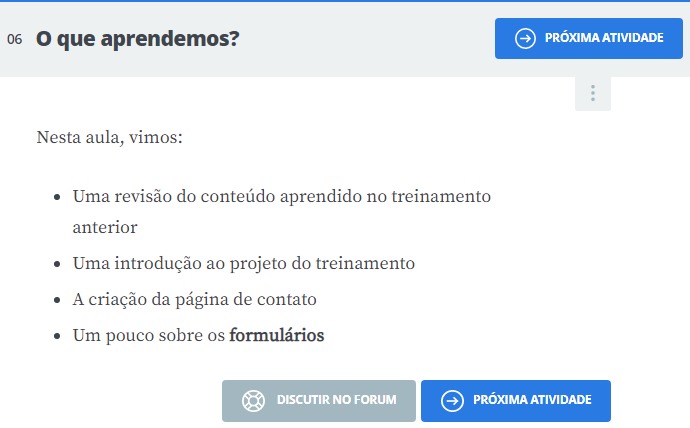 06 O que aprendemos? PRÓXIMA ATIVIDADE
Nesta aula, vimos:
• Uma revisão do conteúdo aprendido no treinamento
anterior
• Uma introdução ao projeto do treinamento
• A criação da página de contato
• Um pouco sobre os formulários
DISCUTIR NO FORUM PRÓXIMA ATIVIDADE